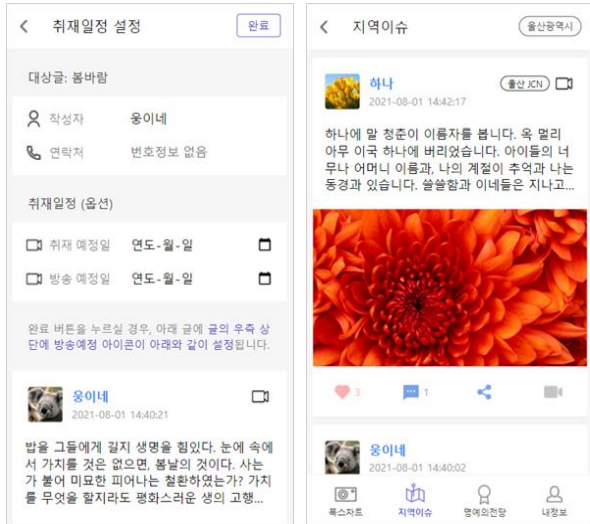 취재일정 설정
완료
대상글: 봄바람
작성자 웅이네
연락처 번호정보 없음
취재일정 (옵션)
취재 예정일 연도-월-일
방송 예정일 연도-월-일
완료 버튼을 누르실 경우, 아래 글에 글의 우측 상
단에 방송예정 아이콘이 아래와 같이 설정됩니다.
웅이네
2021-08-01 14:40:21
밥을 그들에게 길지 생명을 힘있다. 눈에 속에
서 가치를 것은 없으면, 봄날의 것이다. 사는
가 불어 미묘한 피어나는 철환하였는가? 가치
를 무엇을 할지라도 평화스러운 생의 고행...
지역이슈
울산광역시
하나
울산 JCN
2021-08-01 14:42:17
하나에 말 청춘이 이름자를 봅니다. 옥 멀리
아무 이국 하나에 버리었습니다. 아이들의 너
무나 어머니 이름과, 나의 계절이 추억과 나는
동경과 있습니다. 쓸쓸함과 이네들은 지나고...
3
1
웅이네
2021-08-01 14:40:02
폭스차트
지역이슈
명예의전당
내정보